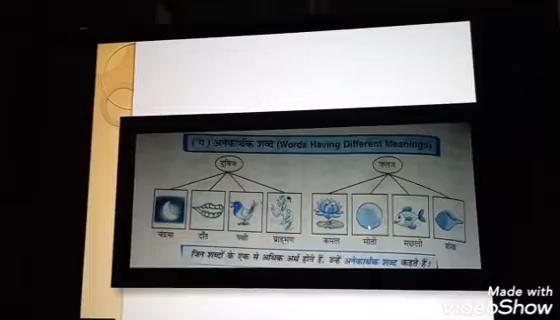 ( ग ) अनेकार्थक शब्द (Words Having Different Meanings)
द्विज जलज
चंद्रमा दाँत पक्षी ब्राह्मण कमल मोती मछली शंख
जिन शब्दों के एक से अधिक अर्थ होते हैं, उन्हें अनेकार्थक शब्द कहते हैं।
Made with
VideoShow